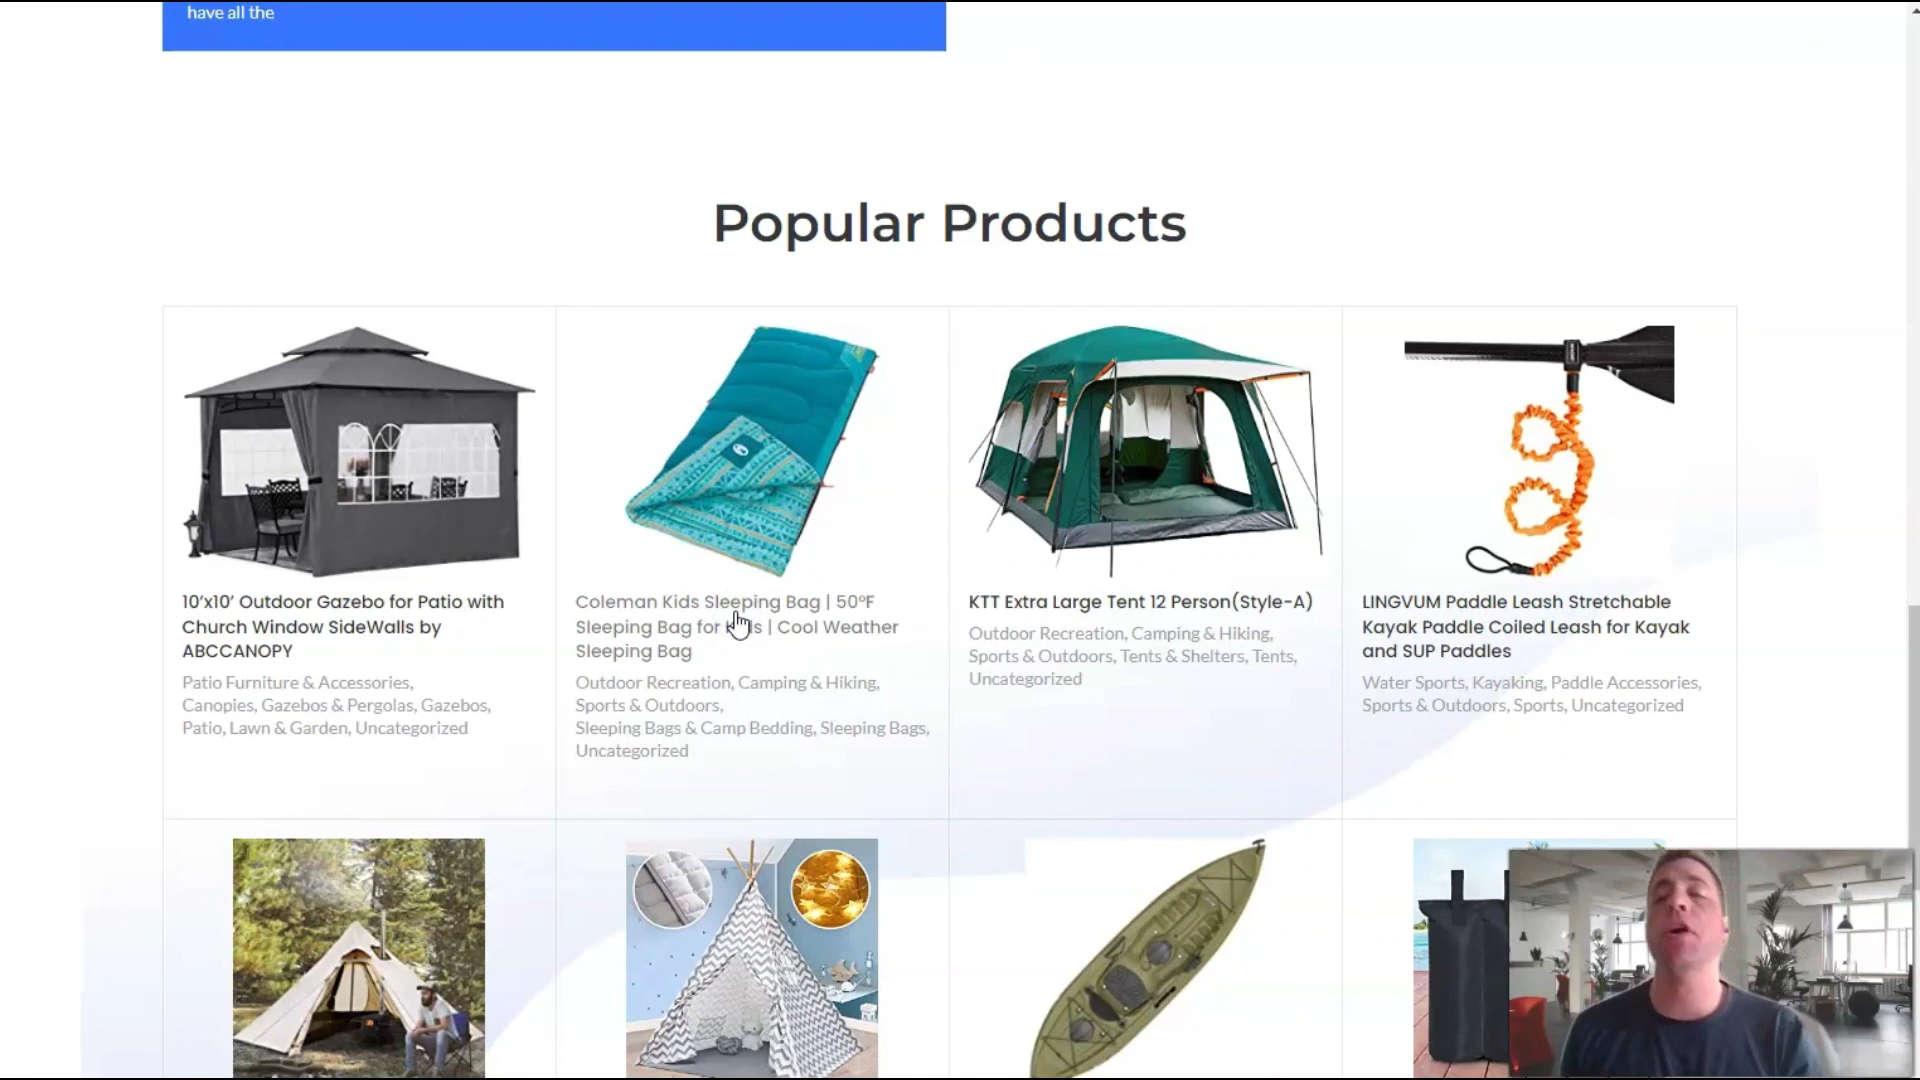 have all the
Popular Products
10’x10’ Outdoor Gazebo for Patio with
Church Window SideWalls by
ABCCANOPY
Patio Furniture & Accessories,
Canopies, Gazebos & Pergolas, Gazebos,
Patio, Lawn & Garden, Uncategorized
Coleman Kids Sleeping Bag | 50°F
Sleeping Bag for Kids | Cool Weather
Sleeping Bag
Outdoor Recreation, Camping & Hiking,
Sports & Outdoors,
Sleeping Bags & Camp Bedding, Sleeping Bags,
Uncategorized
KTT Extra Large Tent 12 Person(Style-A)
Outdoor Recreation, Camping & Hiking,
Sports & Outdoors, Tents & Shelters, Tents,
Uncategorized
LINGVUM Paddle Leash Stretchable
Kayak Paddle Coiled Leash for Kayak
and SUP Paddles
Water Sports, Kayaking, Paddle Accessories,
Sports & Outdoors, Sports, Uncategorized